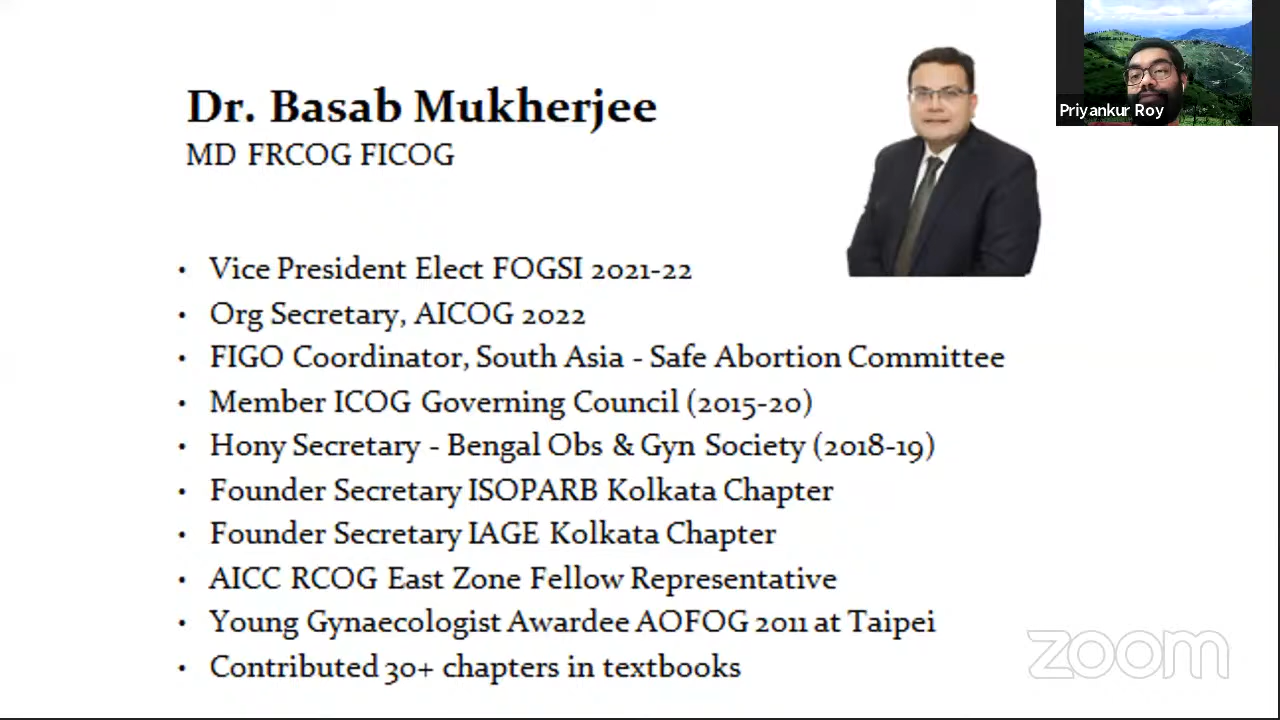 Dr. Basab Mukherjee
MD FRCOG FICOG
• Vice President Elect FOGSI 2021-22
• Org Secretary, AICOG 2022
• FIGO Coordinator, South Asia - Safe Abortion Committee
• Member ICOG Governing Council (2015-20)
• Hony Secretary - Bengal Obs & Gyn Society (2018-19)
• Founder Secretary ISOPARB Kolkata Chapter
• Founder Secretary IAGE Kolkata Chapter
• AICC RCOG East Zone Fellow Representative
• Young Gynaecologist Awardee AOFOG 2011 at Taipei
• Contributed 30+ chapters in textbooks
Priyankur Roy
zoom